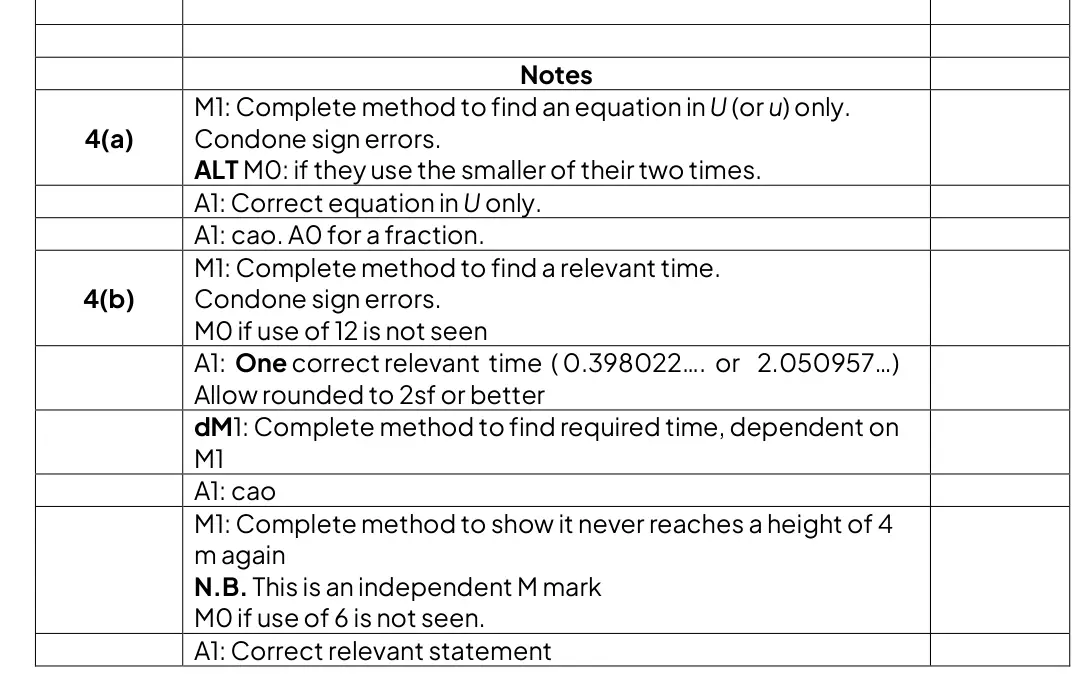 Notes
M1: Complete method to find an equation in U (or u) only.
4(a)
Condone sign errors.
ALT M0: if they use the smaller of their two times.
A1: Correct equation in U only.
A1: cao. A0 for a fraction.
M1: Complete method to find a relevant time.
4(b)
Condone sign errors.
M0 if use of 12 is not seen
A1: One correct relevant time ( 0.398022.... or 2.050957...)
Allow rounded to 2sf or better
dM1: Complete method to find required time, dependent on
M1
A1: cao
M1: Complete method to show it never reaches a height of 4
m again
N.B. This is an independent M mark
M0 if use of 6 is not seen.
A1: Correct relevant statement